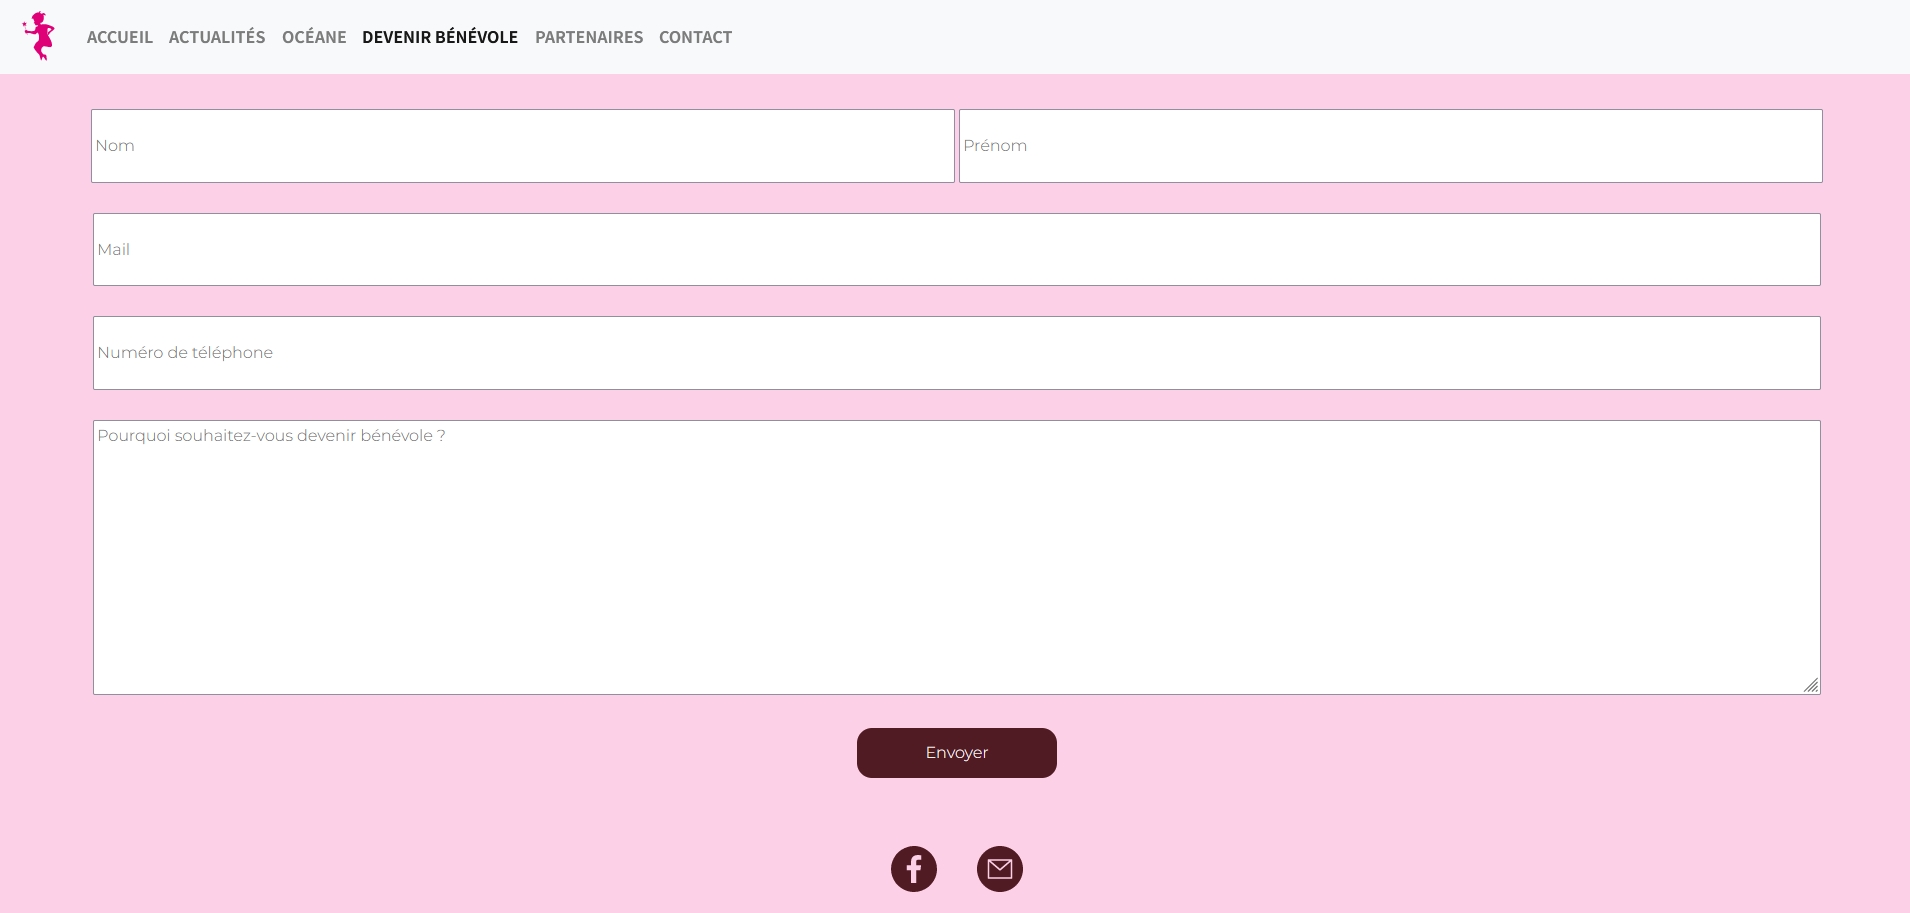 ACCUEIL ACTUALITÉS OCÉANE DEVENIR BÉNÉVOLE PARTENAIRES CONTACT
Nom Prénom
Mail
Numéro de téléphone
Pourquoi souhaitez-vous devenir bénévole ?
Envoyer